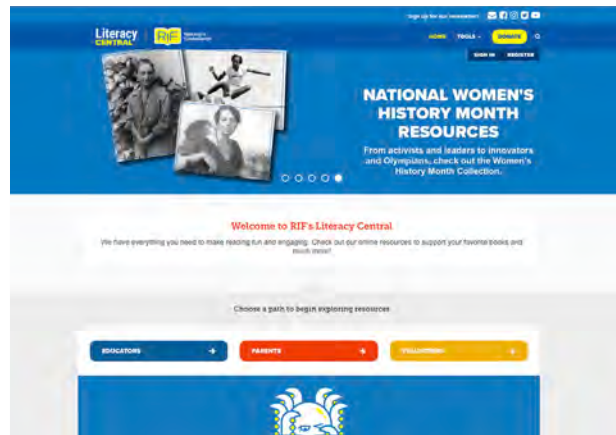 Sign up for our newsletter!
Literacy
CENTRAL
RIF
HOME
TOOLS
DONATE
SIGN IN
REGISTER
NATIONAL WOMEN'S
HISTORY MONTH
RESOURCES
From activists and leaders to innovators
and Olympians, check out the Women's
History Month Collection.
Welcome to RIF's Literacy Central
We have everything you need to make reading fun and engaging. Check out our online resources to support your favorite books and
much more!
Choose a path to begin exploring resources
EDUCATORS
PARENTS
VOLUNTEERS